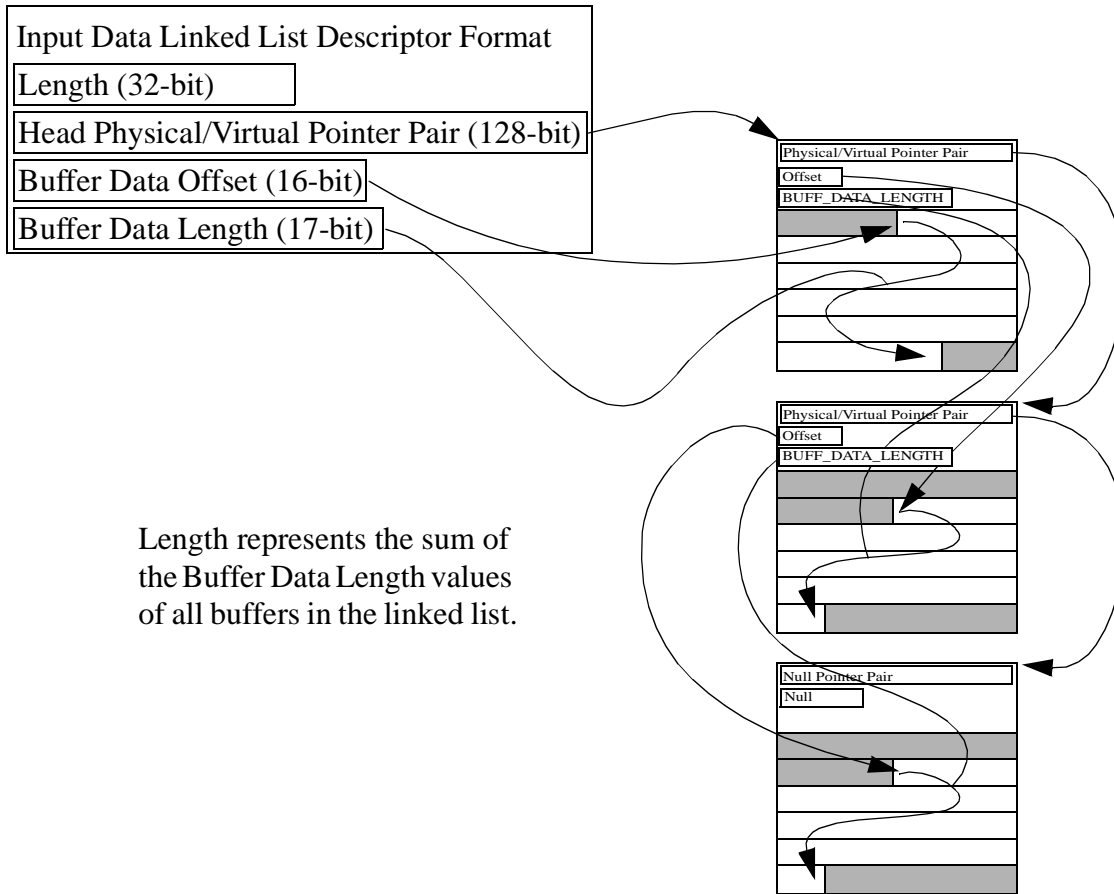 Input Data Linked List Descriptor Format
Length (32-bit)
Head Physical/Virtual Pointer Pair (128-bit)
Buffer Data Offset (16-bit)
Buffer Data Length (17-bit)
Physical/Virtual Pointer Pair
Offset
BUFF_DATA_LENGTH
Physical/Virtual Pointer Pair
Offset
BUFF_DATA_LENGTH
Length represents the sum of
the Buffer Data Length values
of all buffers in the linked list.
Null Pointer Pair
Null